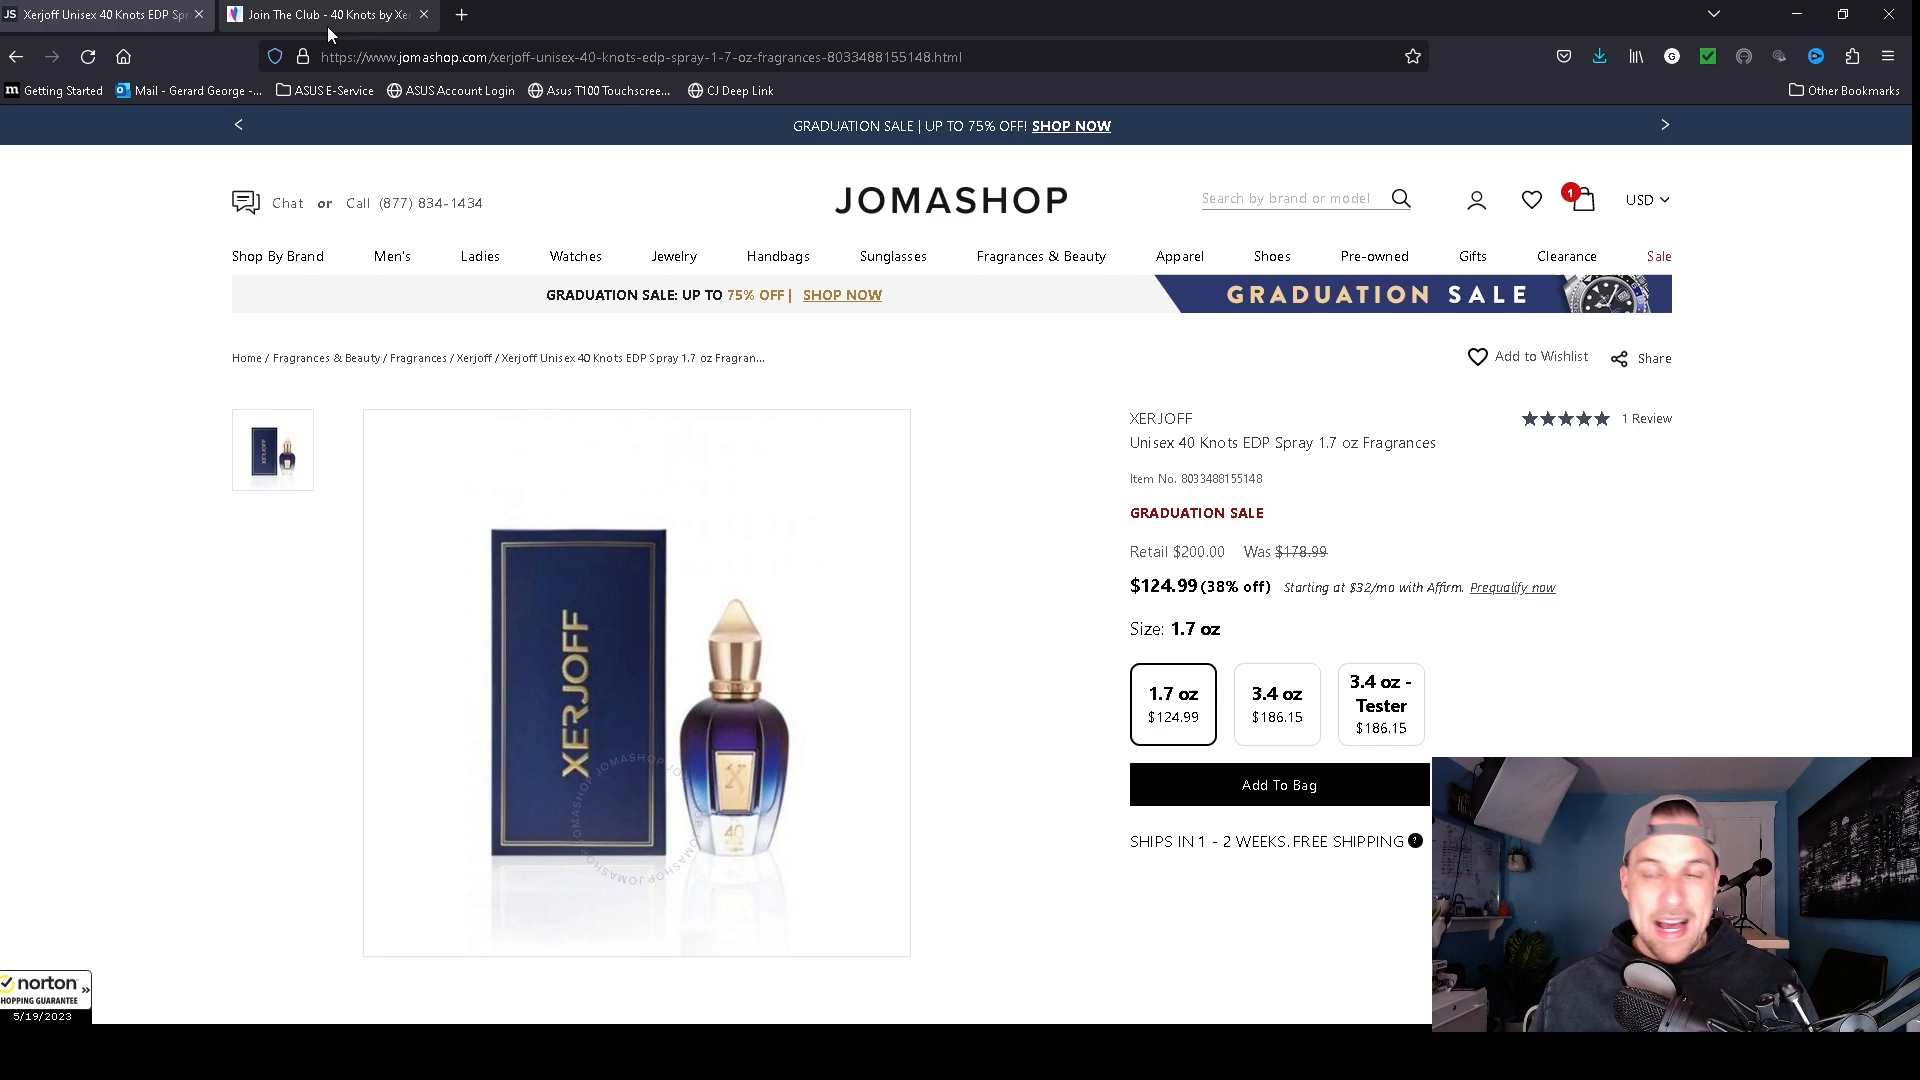 JS Xerjoff Unisex 40 Knots EDP Spr
Join The Club - 40 Knots by Xer
https://www.jomashop.com/xerjoff-unisex-40-knots-edp-spray-1-7-oz-fragrances-8033488155148.html
m Getting Started Mail - Gerard George -... ASUS E-Service ASUS Account Login Asus T100 Touchscree... CJ Deep Link Other Bookmarks
GRADUATION SALE | UP TO 75% OFF! SHOP NOW
Chat or Call (877) 834-1434
JOMASHOP
Search by brand or model
1
USD
Shop By Brand Men's Ladies Watches Jewelry Handbags Sunglasses Fragrances & Beauty Apparel Shoes Pre-owned Gifts Clearance Sale
GRADUATION SALE: UP TO 75% OFF | SHOP NOW
GRADUATION SALE
Home / Fragrances & Beauty / Fragrances / Xerjoff / Xerjoff Unisex 40 Knots EDP Spray 1.7 oz Fragran...
Add to Wishlist Share
XERJOFF
1 Review
Unisex 40 Knots EDP Spray 1.7 oz Fragrances
Item No. 8033488155148
GRADUATION SALE
Retail $200.00 Was $178.99
$124.99 (38% off) Starting at $32/mo with Affirm. Prequalify now
Size: 1.7 oz
1.7 oz
$124.99
3.4 oz
$186.15
3.4 oz -
Tester
$186.15
Add To Bag
SHIPS IN 1 - 2 WEEKS. FREE SHIPPING ?
XERJOFF
X
40
JOMASHOP JOMASHOP JOMASHOP
norton »
SHOPPING GUARANTEE
5/19/2023